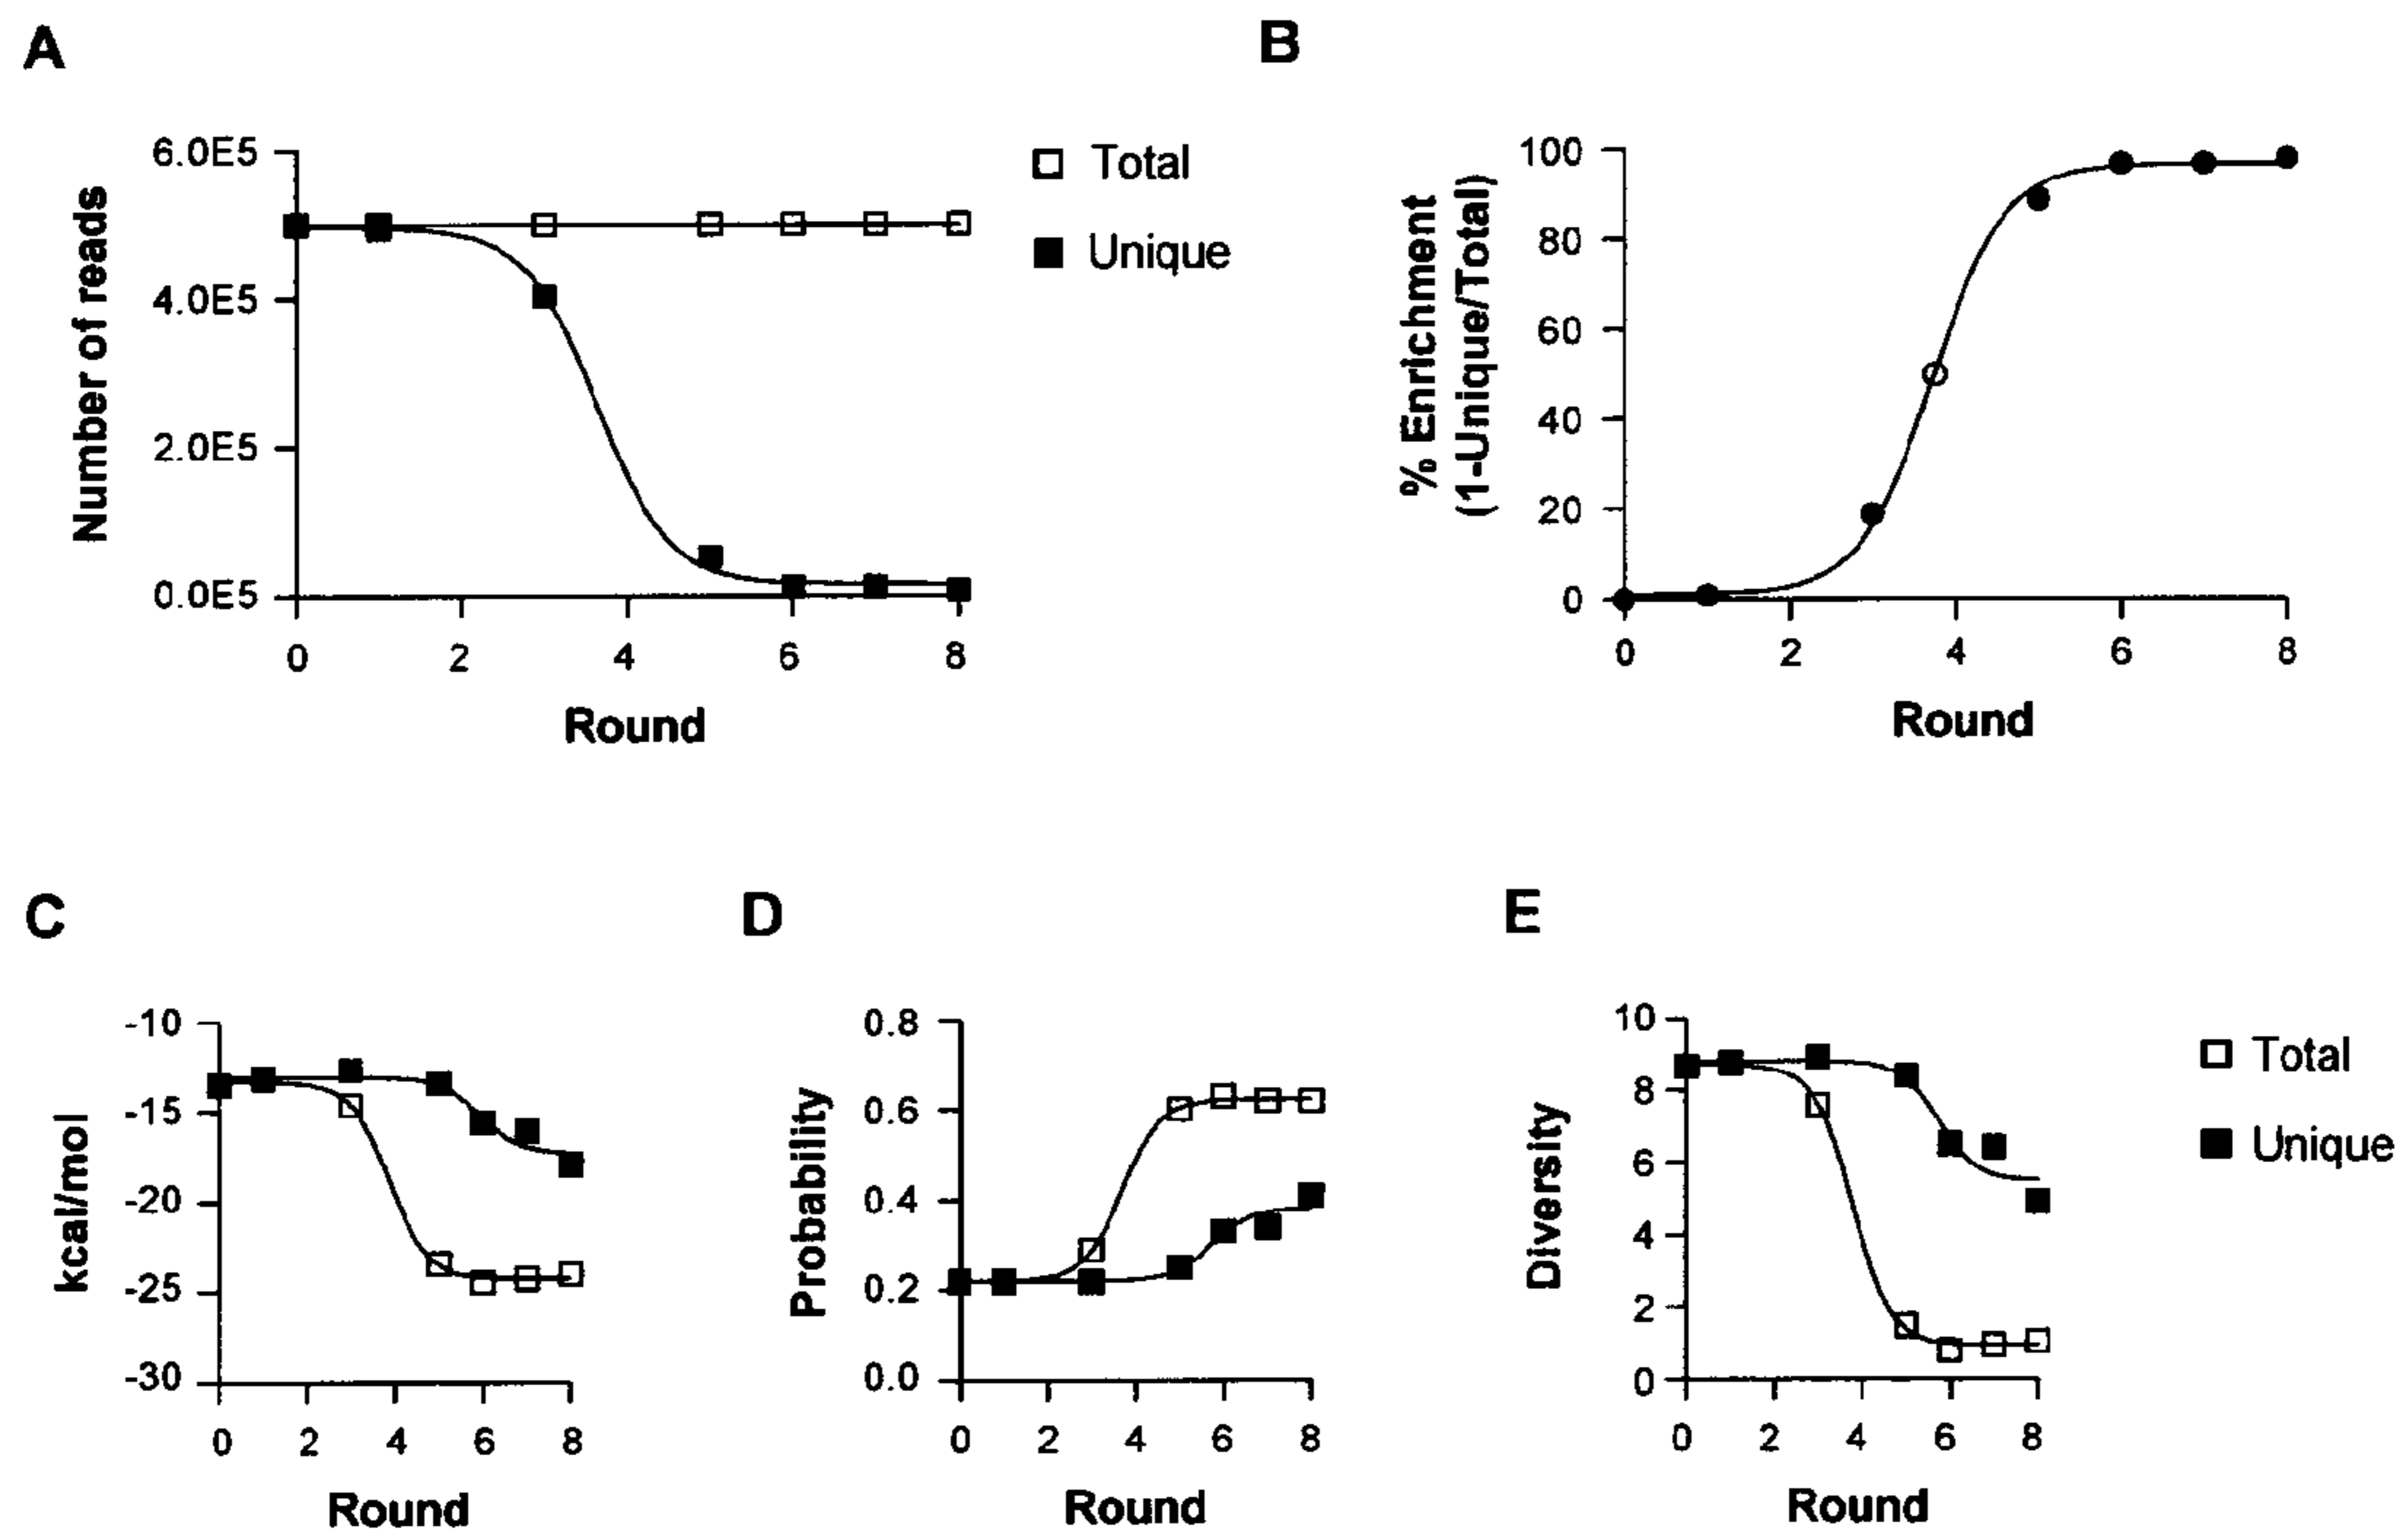 A
B
6.0E5
4.0E5
2.0E5
0.0E5
Number of reads
0 2 4 6 8
Round
Total
Unique
100
80
60
40
20
0
% Enrichment
(1-Unique/Total)
0 2 4 6 8
Round
C
D
E
-10
-15
-20
-25
-30
kcal/mol
0 2 4 6 8
Round
0.8
0.6
0.4
0.2
0.0
Probability
0 2 4 6 8
Round
10
8
6
4
2
0
Diversity
0 2 4 6 8
Round
Total
Unique